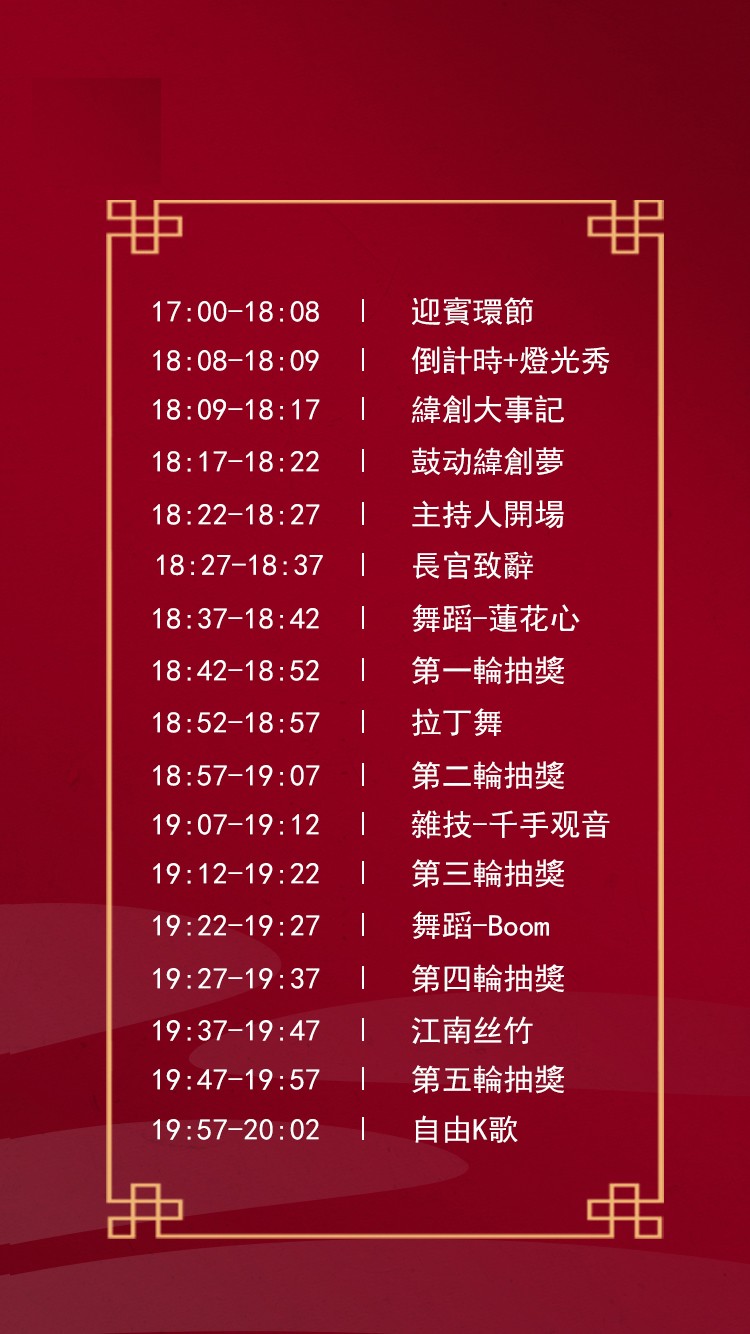 17:00-18:08 | 迎賓環節
18:08-18:09 | 倒計時+燈光秀
18:09-18:17 | 緯創大事記
18:17-18:22 | 鼓动緯創夢
18:22-18:27 | 主持人開場
18:27-18:37 | 長官致辭
18:37-18:42 | 舞蹈-蓮花心
18:42-18:52 | 第一輪抽獎
18:52-18:57 | 拉丁舞
18:57-19:07 | 第二輪抽獎
19:07-19:12 | 雜技-千手观音
19:12-19:22 | 第三輪抽獎
19:22-19:27 | 舞蹈-Boom
19:27-19:37 | 第四輪抽獎
19:37-19:47 | 江南丝竹
19:47-19:57 | 第五輪抽獎
19:57-20:02 | 自由K歌